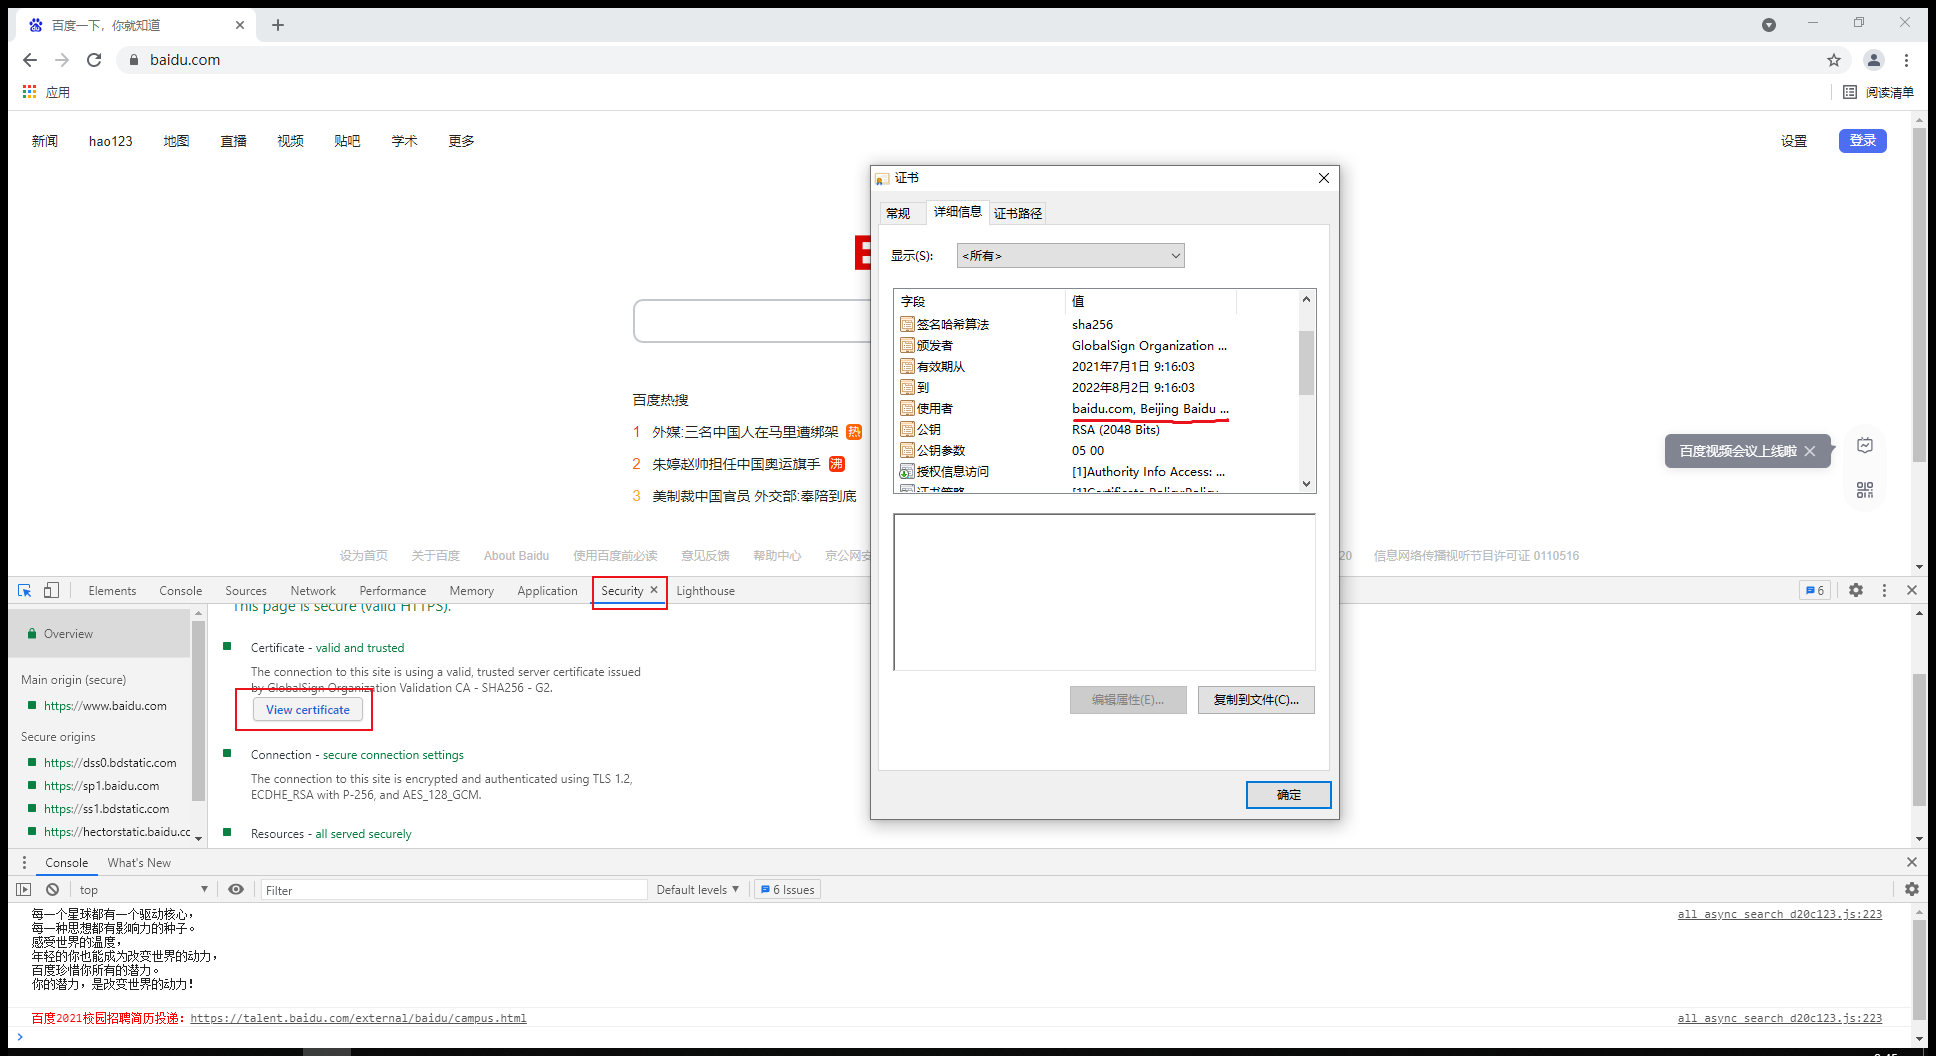 百度一下，你就知道
baidu.com
应用
阅读清单
新闻 hao123 地图 直播 视频 贴吧 学术 更多
设置 登录
百度热搜
1 外媒:三名中国人在马里遭绑架 热
2 朱婷赵帅担任中国奥运旗手 沸
3 美制裁中国官员 外交部:奉陪到底
百度视频会议上线啦
设为首页 关于百度 About Baidu 使用百度前必读 意见反馈 帮助中心 京公网安
20 信息网络传播视听节目许可证 0110516
证书
常规 详细信息 证书路径
显示(S): <所有>
字段 值
签名哈希算法 sha256
颁发者 GlobalSign Organization ...
有效期从 2021年7月1日 9:16:03
到 2022年8月2日 9:16:03
使用者 baidu.com, Beijing Baidu ...
公钥 RSA (2048 Bits)
公钥参数 05 00
授权信息访问 [1]Authority Info Access: ...
证书策略 [1]Certificate Policy:Policy
编辑属性(E)... 复制到文件(C)...
确定
Elements Console Sources Network Performance Memory Application Security Lighthouse
6
Overview
Main origin (secure)
https://www.baidu.com
Secure origins
https://dss0.bdstatic.com
https://sp1.baidu.com
https://ss1.bdstatic.com
https://hectorstatic.baidu.cc
This page is secure (valid HTTPS).
Certificate - valid and trusted
The connection to this site is using a valid, trusted server certificate issued
by GlobalSign Organization Validation CA - SHA256 - G2.
View certificate
Connection - secure connection settings
The connection to this site is encrypted and authenticated using TLS 1.2,
ECDHE_RSA with P-256, and AES_128_GCM.
Resources - all served securely
Console What's New
top Filter Default levels 6 Issues
每一个星球都有一个驱动核心，
每一种思想都有影响力的种子。
感受世界的温度，
年轻的你也能成为改变世界的动力，
百度珍惜你所有的潜力。
你的潜力，是改变世界的动力！
all_async_search_d20c123.js:223
百度2021校园招聘简历投递：https://talent.baidu.com/external/baidu/campus.html
all_async_search_d20c123.js:223